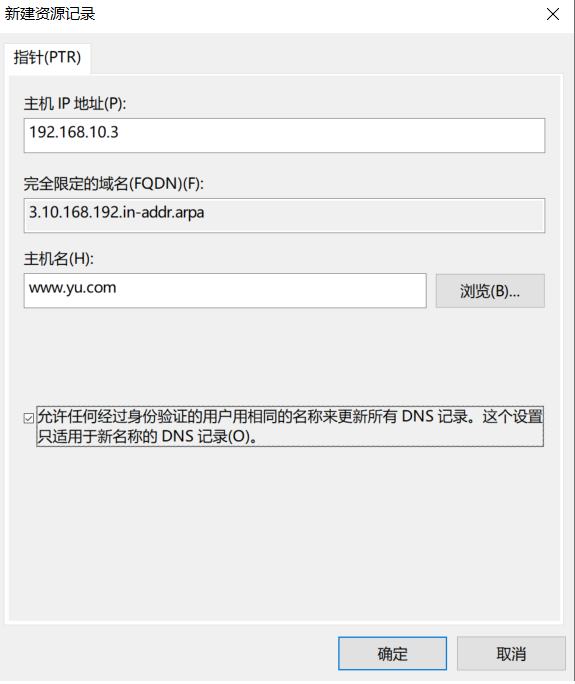 新建资源记录
指针(PTR)
主机 IP 地址(P):
192.168.10.3
完全限定的域名(FQDN)(F):
3.10.168.192.in-addr.arpa
主机名(H):
www.yu.com
浏览(B)...
允许任何经过身份验证的用户用相同的名称来更新所有 DNS 记录。这个设置
只适用于新名称的 DNS 记录(O)。
确定
取消